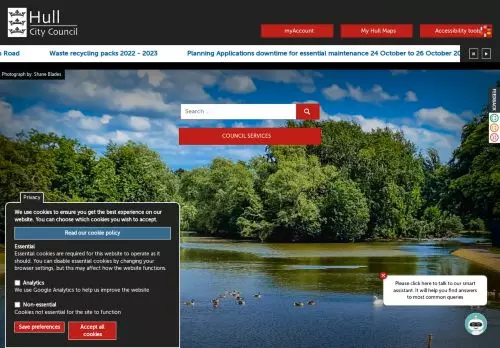 Hull
City Council
myAccount
My Hull Maps
Accessibility tools
s Road
Waste recycling packs 2022 - 2023
Planning Applications downtime for essential maintenance 24 October to 26 October 20
Photograph by: Shane Blades
Search ...
COUNCIL SERVICES
FEEDBACK
Privacy
We use cookies to ensure you get the best experience on our
website. You can choose which cookies you wish to accept.
Read our cookie policy
Essential
Essential cookies are required for this website to operate as it
should. You can disable essential cookies by changing your
browser settings, but this may affect how the website functions.
Analytics
We use Google Analytics to help us improve the website
Non-essential
Cookies not essential for the site to function
Save preferences
Accept all
cookies
Please click here to talk to our smart
assistant. It will help you find answers
to most common queries